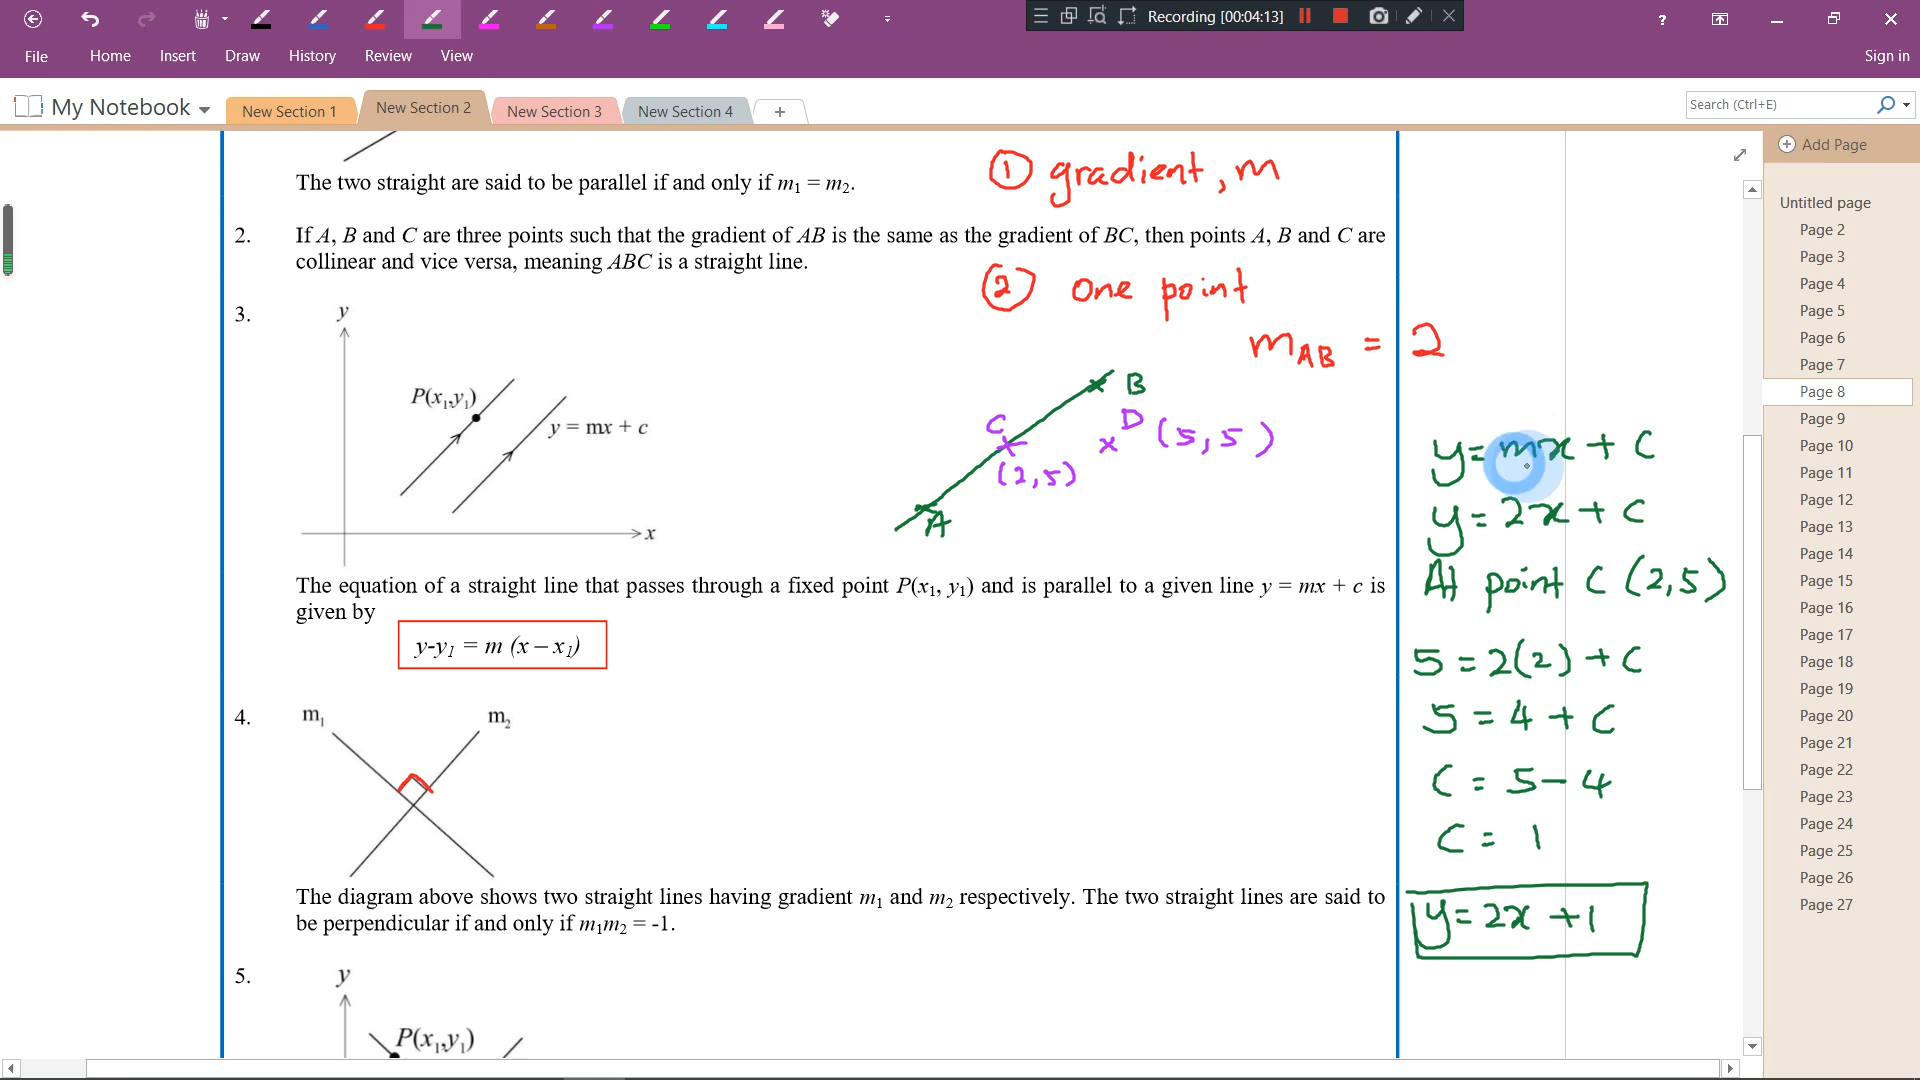 Recording [00:04:13]
?
File Home Insert Draw History Review View
Sign in
My Notebook
New Section 1
New Section 2
New Section 3
New Section 4
+
Search (Ctrl+E)
The two straight are said to be parallel if and only if m₁ = m₂.
① gradient, m
2. If A, B and C are three points such that the gradient of AB is the same as the gradient of BC, then points A, B and C are
collinear and vice versa, meaning ABC is a straight line.
② one point
3.
y
m_AB = 2
P(x₁,y₁)
y = mx + c
x
B
C
(2,5)
D (5,5)
A
The equation of a straight line that passes through a fixed point P(x₁, y₁) and is parallel to a given line y = mx + c is
given by
y-y₁ = m (x – x₁)
4.
m₁
m₂
The diagram above shows two straight lines having gradient m₁ and m₂ respectively. The two straight lines are said to
be perpendicular if and only if m₁m₂ = -1.
5.
y
P(x₁,y₁)
y = mx + c
y = 2x + c
At point C (2,5)
5 = 2(2) + c
5 = 4 + c
c = 5 - 4
c = 1
y = 2x + 1
Add Page
Untitled page
Page 2
Page 3
Page 4
Page 5
Page 6
Page 7
Page 8
Page 9
Page 10
Page 11
Page 12
Page 13
Page 14
Page 15
Page 16
Page 17
Page 18
Page 19
Page 20
Page 21
Page 22
Page 23
Page 24
Page 25
Page 26
Page 27